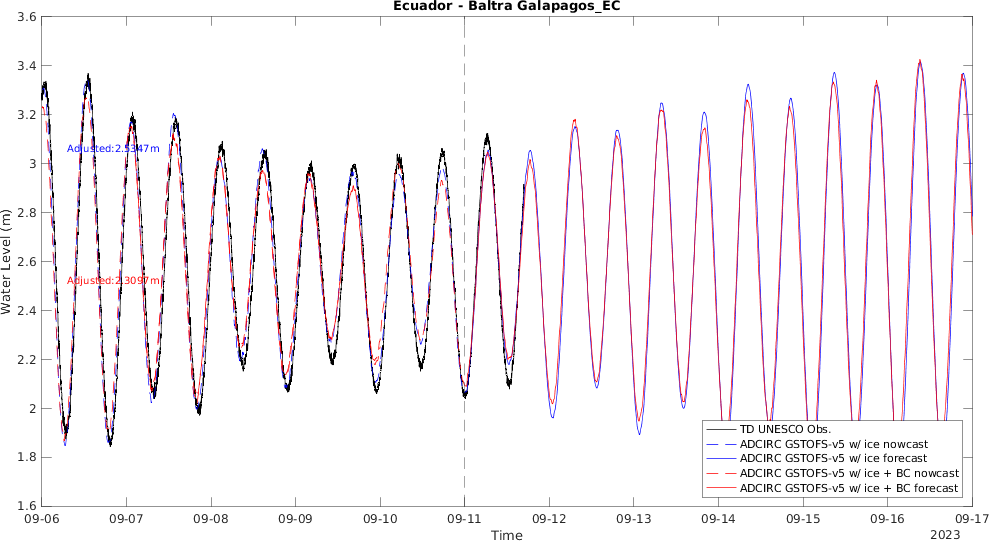 Ecuador - Baltra Galapagos_EC
3.6
3.4
3.2
3
2.8
2.6
2.4
2.2
2
1.8
1.6
Water Level (m)
Adjusted:2.5347m
Adjusted:2.3097m
TD UNESCO Obs.
ADCIRC GSTOFS-v5 w/ ice nowcast
ADCIRC GSTOFS-v5 w/ ice forecast
ADCIRC GSTOFS-v5 w/ ice + BC nowcast
ADCIRC GSTOFS-v5 w/ ice + BC forecast
09-06 09-07 09-08 09-09 09-10 09-11 09-12 09-13 09-14 09-15 09-16 09-17
Time
2023